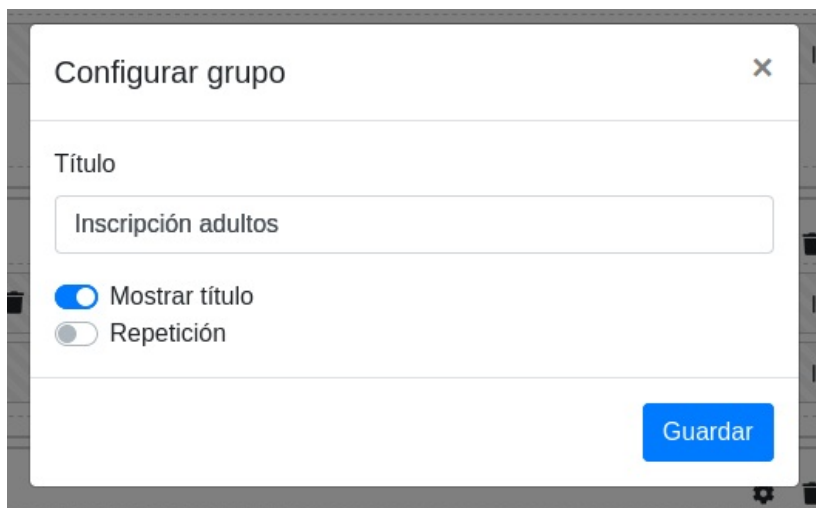 Configurar grupo
×
Título
Inscripción adultos
Mostrar título
Repetición
Guardar